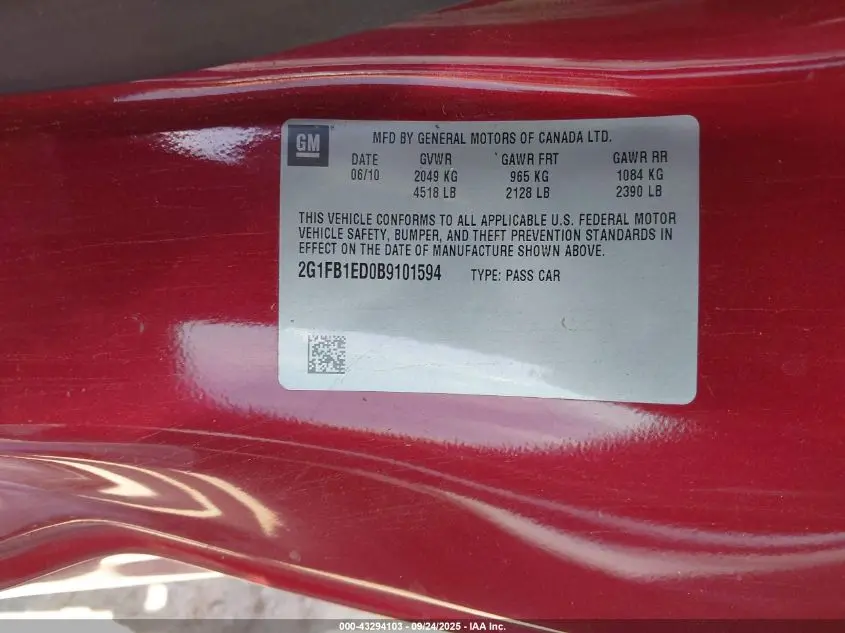 GM
MFD BY GENERAL MOTORS OF CANADA LTD.
DATE GVWR GAWR FRT GAWR RR
06/10 2049 KG 965 KG 1084 KG
4518 LB 2128 LB 2390 LB
THIS VEHICLE CONFORMS TO ALL APPLICABLE U.S. FEDERAL MOTOR
VEHICLE SAFETY, BUMPER, AND THEFT PREVENTION STANDARDS IN
EFFECT ON THE DATE OF MANUFACTURE SHOWN ABOVE.
2G1FB1ED0B9101594 TYPE: PASS CAR
000-43294103 - 09/24/2025 - IAA Inc.